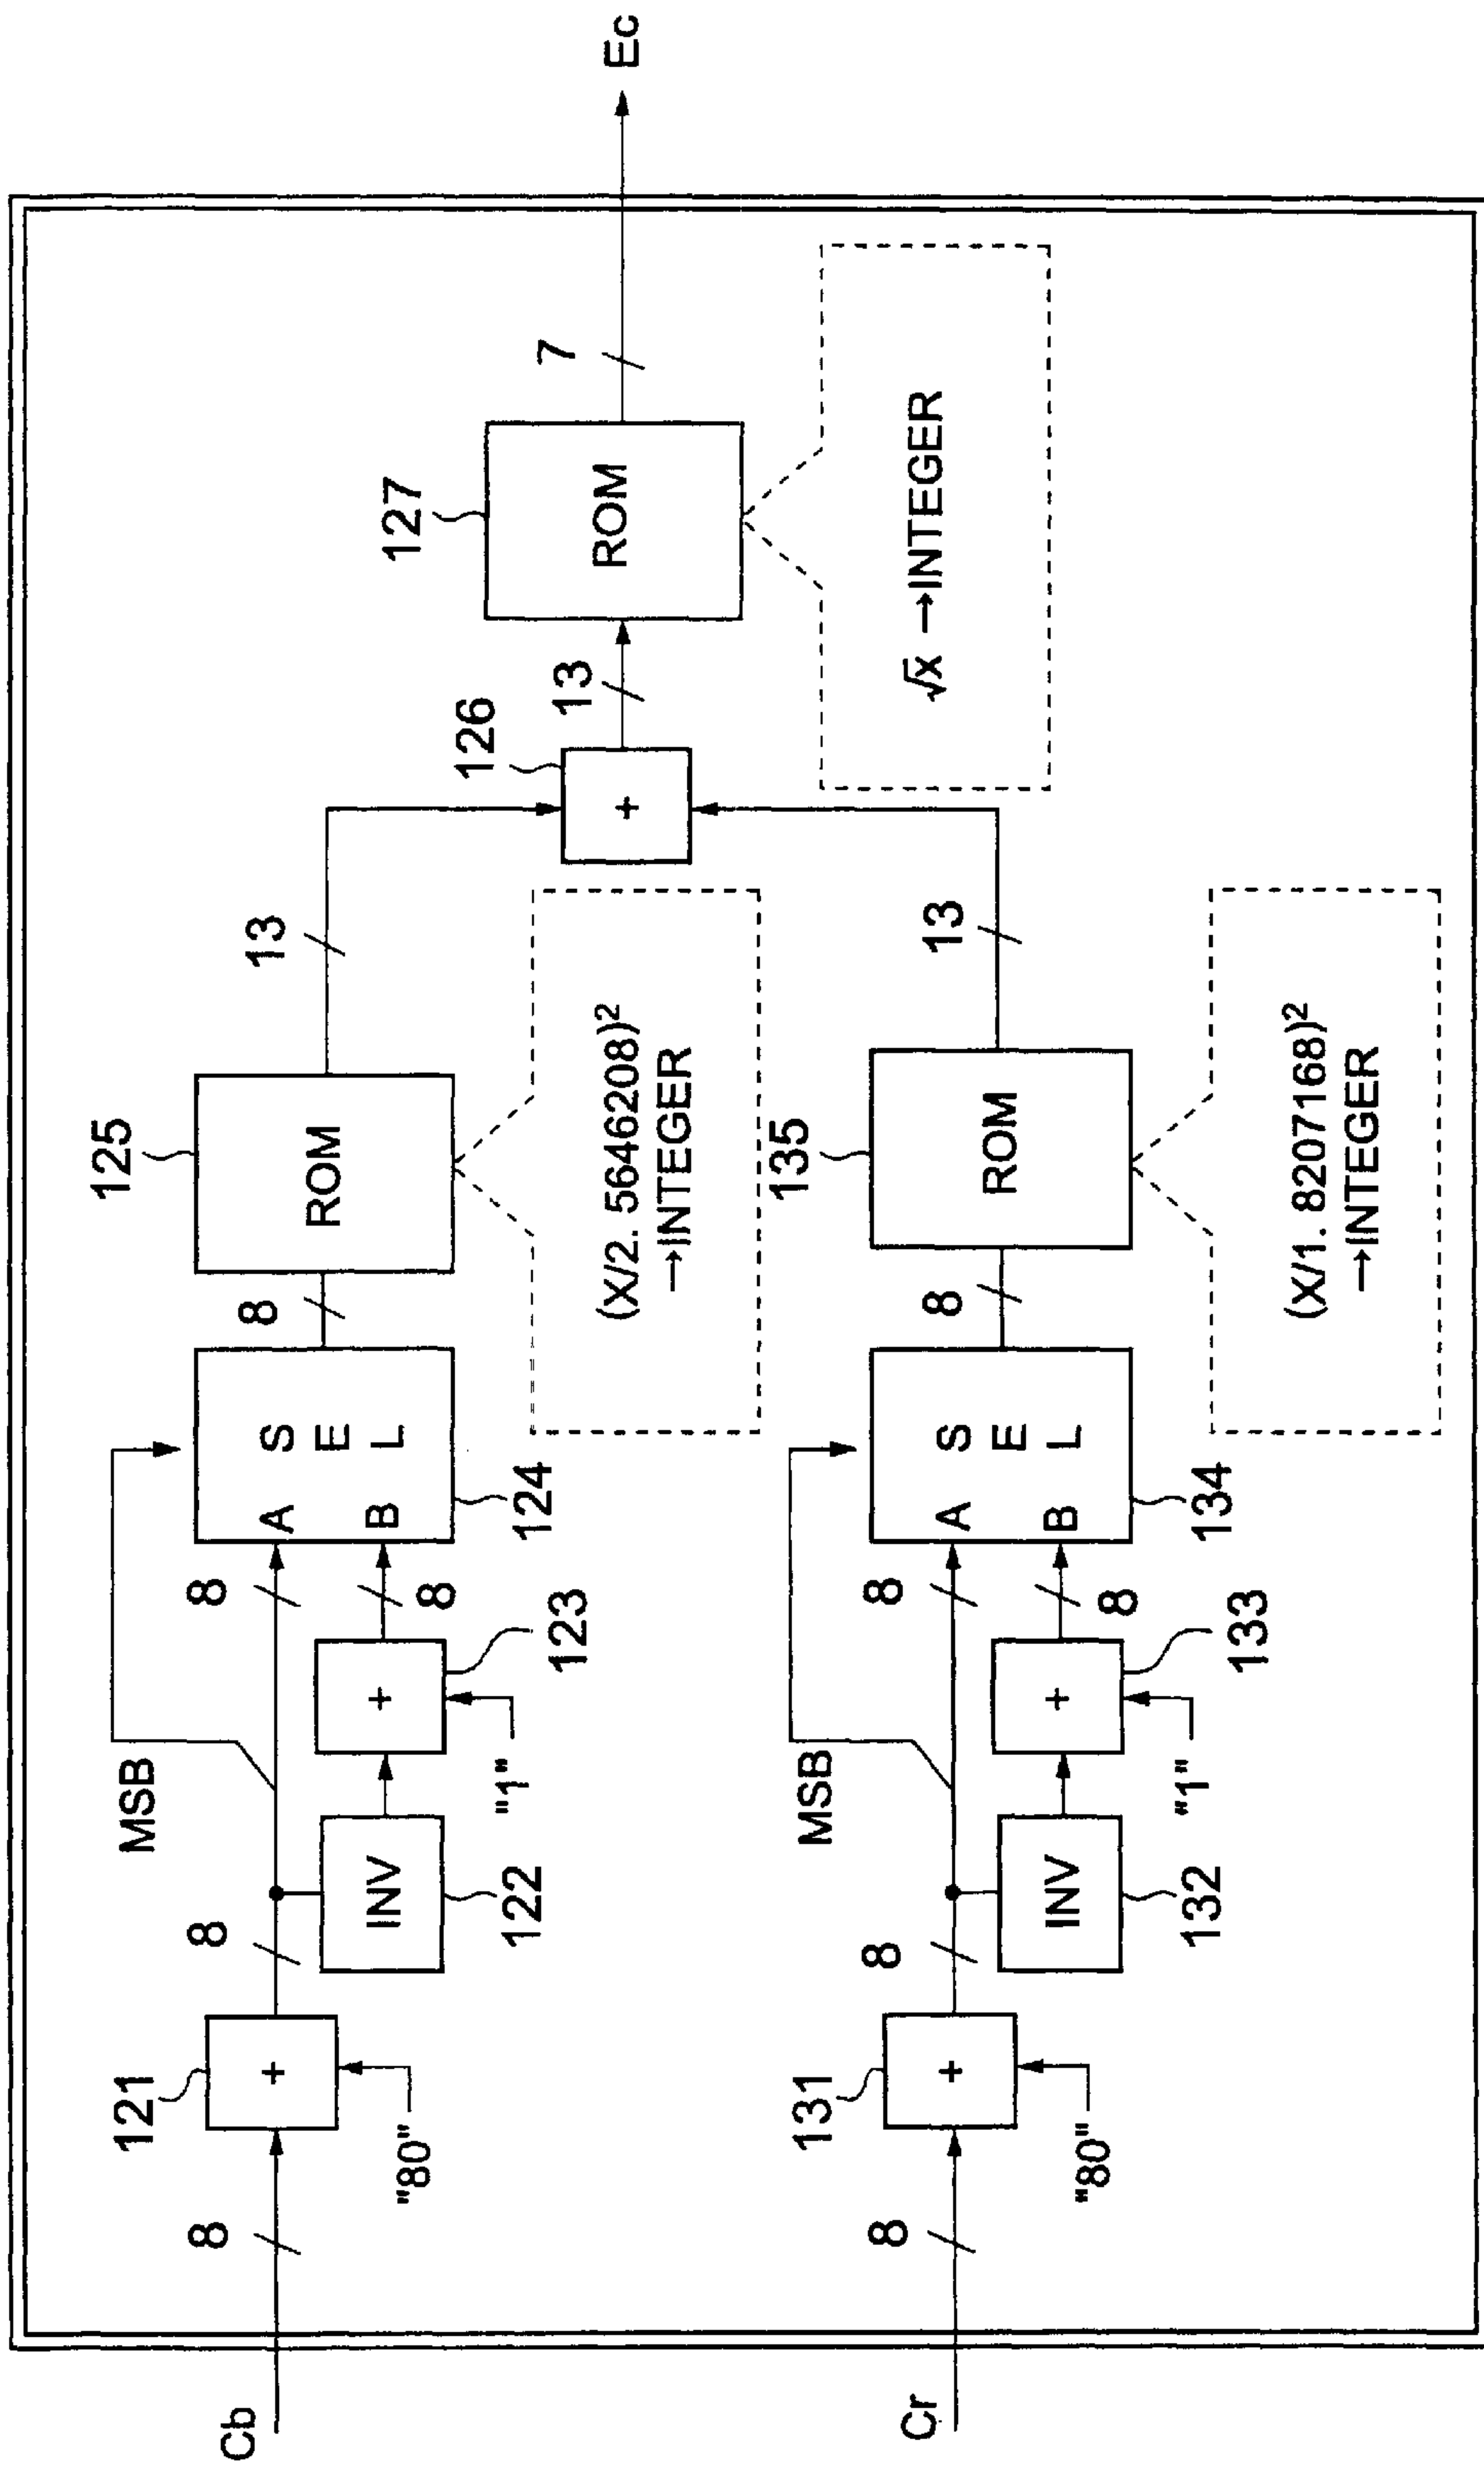 Cb
8
121
+
"80"
8
MSB
INV
122
"1"
+
123
8
8
A
B
SEL
124
8
125
ROM
(X/2. 5646208)²
→INTEGER
13
126
+
13
127
ROM
√x →INTEGER
7
Ec
Cr
8
131
+
"80"
8
MSB
INV
132
"1"
+
133
8
8
A
B
SEL
134
8
135
ROM
(X/1. 8207168)²
→INTEGER
13